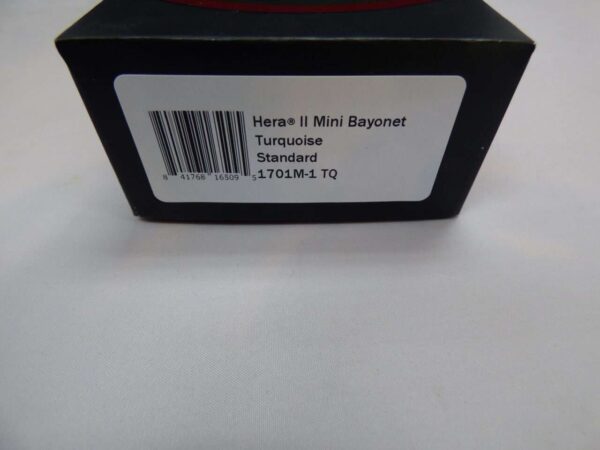 Hera® II Mini Bayonet
Turquoise
Standard
1701M-1 TQ
8 41768 16309 5